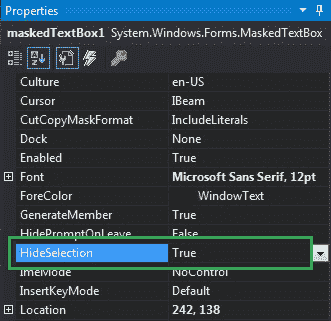 Properties
maskedTextBox1 System.Windows.Forms.MaskedTextBox
Culture en-US
Cursor IBeam
CutCopyMaskFormat IncludeLiterals
Dock None
Enabled True
Font Microsoft Sans Serif, 12pt
ForeColor WindowText
GenerateMember True
HidePromptOnLeave False
HideSelection True
ImeMode NoControl
InsertKeyMode Default
Location 242, 138